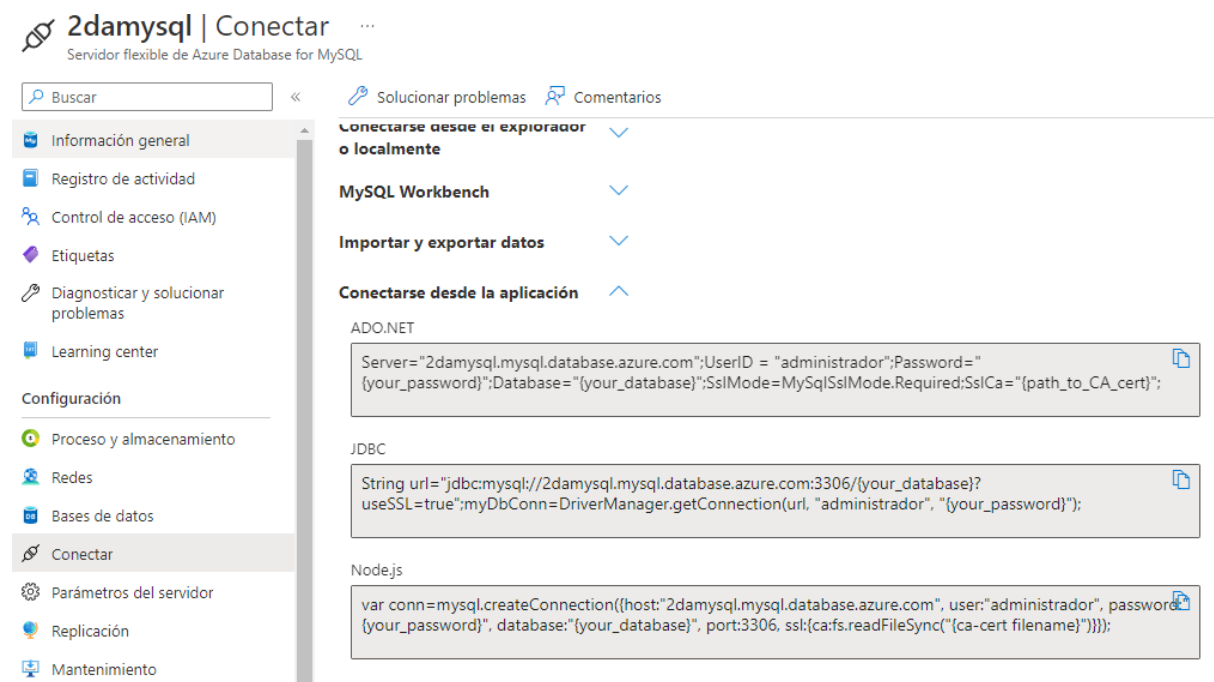 2damysql | Conectar ...
Servidor flexible de Azure Database for MySQL
Buscar
Información general
Registro de actividad
Control de acceso (IAM)
Etiquetas
Diagnosticar y solucionar
problemas
Learning center
Configuración
Proceso y almacenamiento
Redes
Bases de datos
Conectar
Parámetros del servidor
Replicación
Mantenimiento
Solucionar problemas
Comentarios
Conectarse desde el explorador
o localmente
MySQL Workbench
Importar y exportar datos
Conectarse desde la aplicación
ADO.NET
Server="2damysql.mysql.database.azure.com";UserID = "administrador";Password="
{your_password}";Database="{your_database}";SslMode=MySqlSslMode.Required;SslCa="{path_to_CA_cert}";
JDBC
String url="jdbc:mysql://2damysql.mysql.database.azure.com:3306/{your_database}?
useSSL=true";myDbConn=DriverManager.getConnection(url, "administrador", "{your_password}");
Node.js
var conn=mysql.createConnection({host:"2damysql.mysql.database.azure.com", user:"administrador", password:"
{your_password}", database:"{your_database}", port:3306, ssl:{ca:fs.readFileSync("{ca-cert filename}")}});